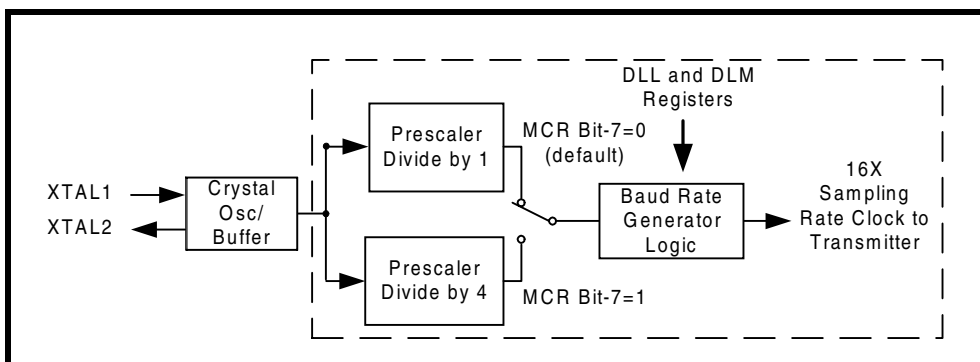 DLL and DLM
Registers
Prescaler
Divide by 1
MCR Bit-7=0
(default)
XTAL1
XTAL2
Crystal
Osc/
Buffer
Baud Rate
Generator
Logic
16X
Sampling
Rate Clock to
Transmitter
Prescaler
Divide by 4
MCR Bit-7=1